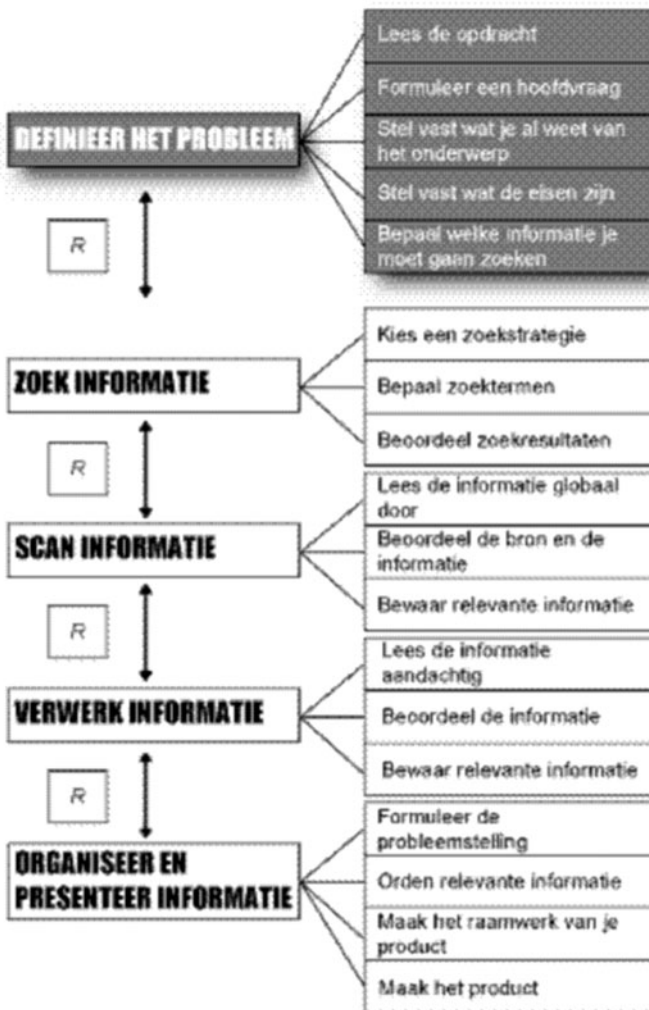 DEFINIEER HET PROBLEEM
Lees de opdracht
Formuleer een hoofdvraag
Stel vast wat je al weet van
het onderwerp
Stel vast wat de eisen zijn
Bepaal welke informatie je
moet gaan zoeken
R
ZOEK INFORMATIE
Kies een zoekstrategie
Bepaal zoektermen
Beoordeel zoekresultaten
R
SCAN INFORMATIE
Lees de informatie globaal
door
Beoordeel de bron en de
informatie
Bewaar relevante informatie
R
VERWERK INFORMATIE
Lees de informatie
aandachtig
Beoordeel de informatie
Bewaar relevante informatie
R
ORGANISEER EN
PRESENTEER INFORMATIE
Formuleer de
probleemstelling
Orden relevante informatie
Maak het raamwerk van je
product
Maak het product